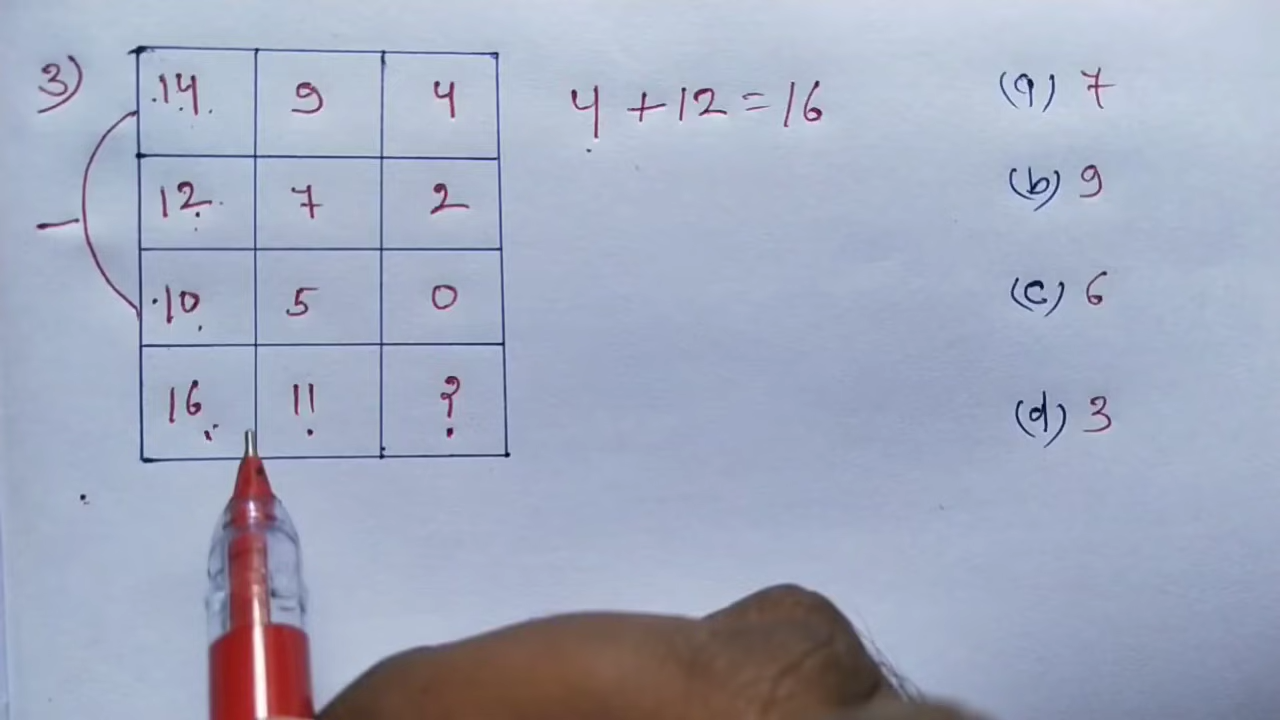 3) 14 9 4 4 + 12 = 16 (a) 7
12 7 2 (b) 9
10 5 0 (c) 6
16 11 ? (d) 3